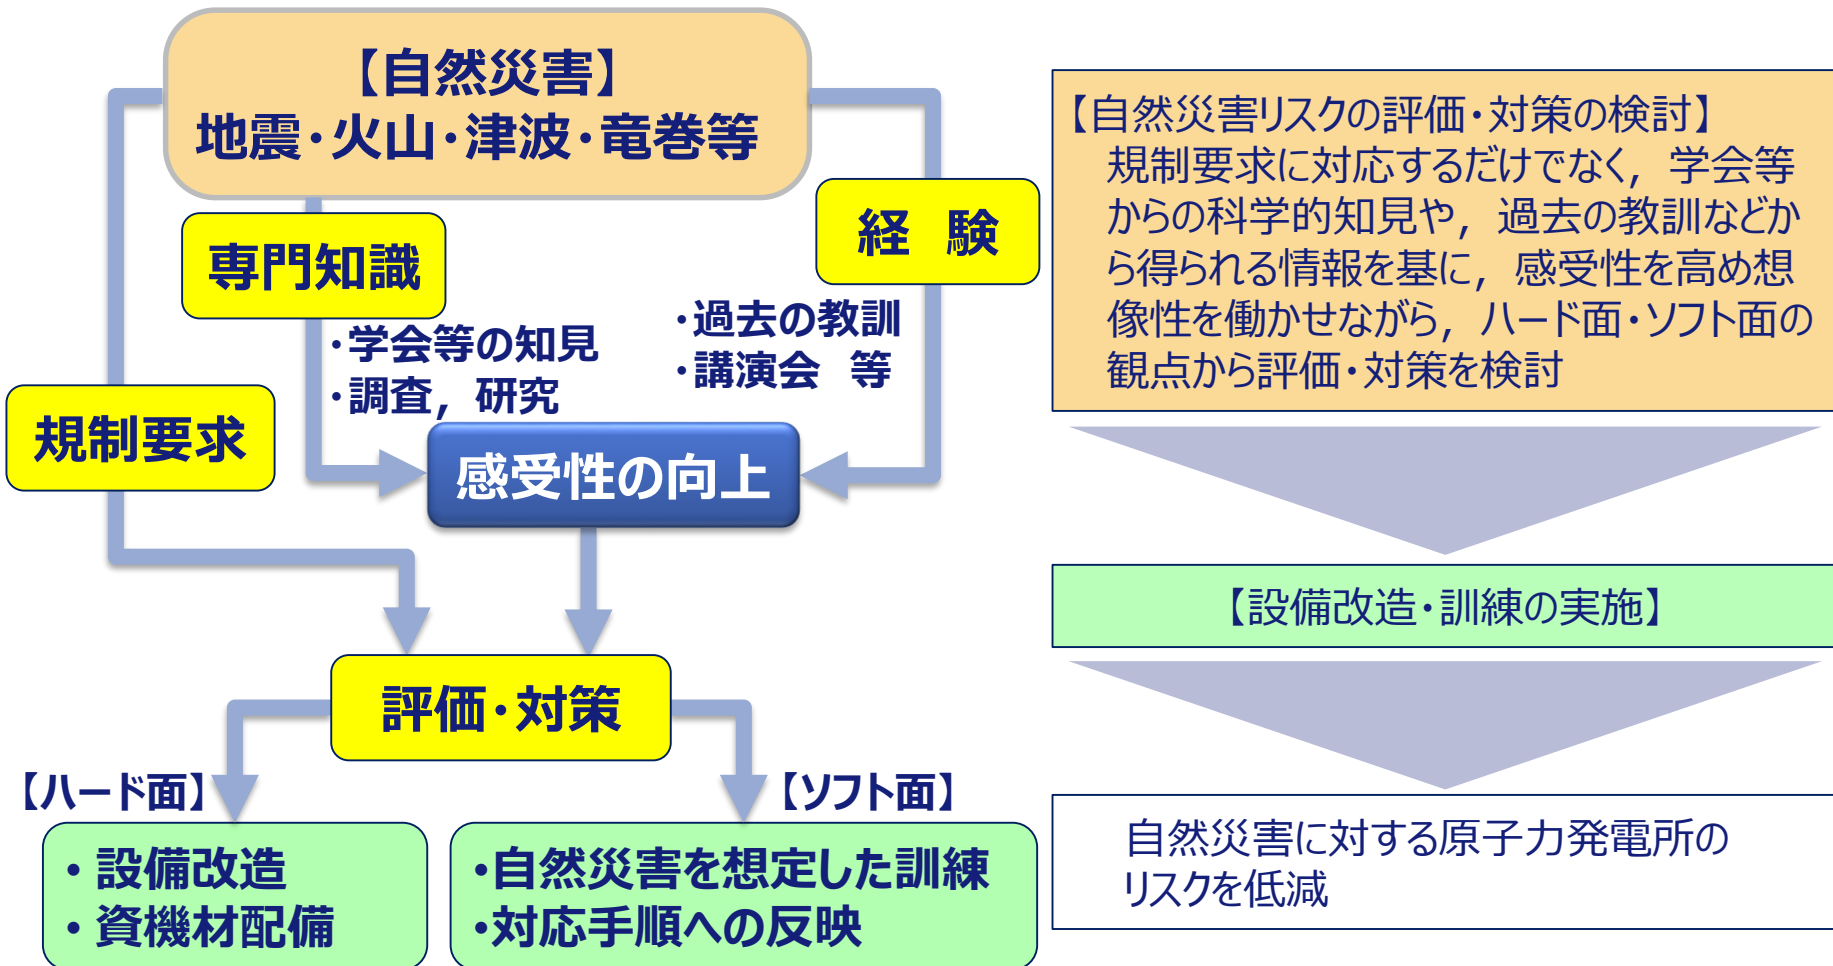 【自然災害】
地震・火山・津波・竜巻等
専門知識
・学会等の知見
・調査，研究
経　験
・過去の教訓
・講演会　等
規制要求
感受性の向上
評価・対策
【ハード面】
・設備改造
・資機材配備
【ソフト面】
・自然災害を想定した訓練
・対応手順への反映
【自然災害リスクの評価・対策の検討】
規制要求に対応するだけでなく，学会等
からの科学的知見や，過去の教訓などか
ら得られる情報を基に，感受性を高め想
像性を働かせながら，ハード面・ソフト面の
観点から評価・対策を検討
【設備改造・訓練の実施】
自然災害に対する原子力発電所の
リスクを低減